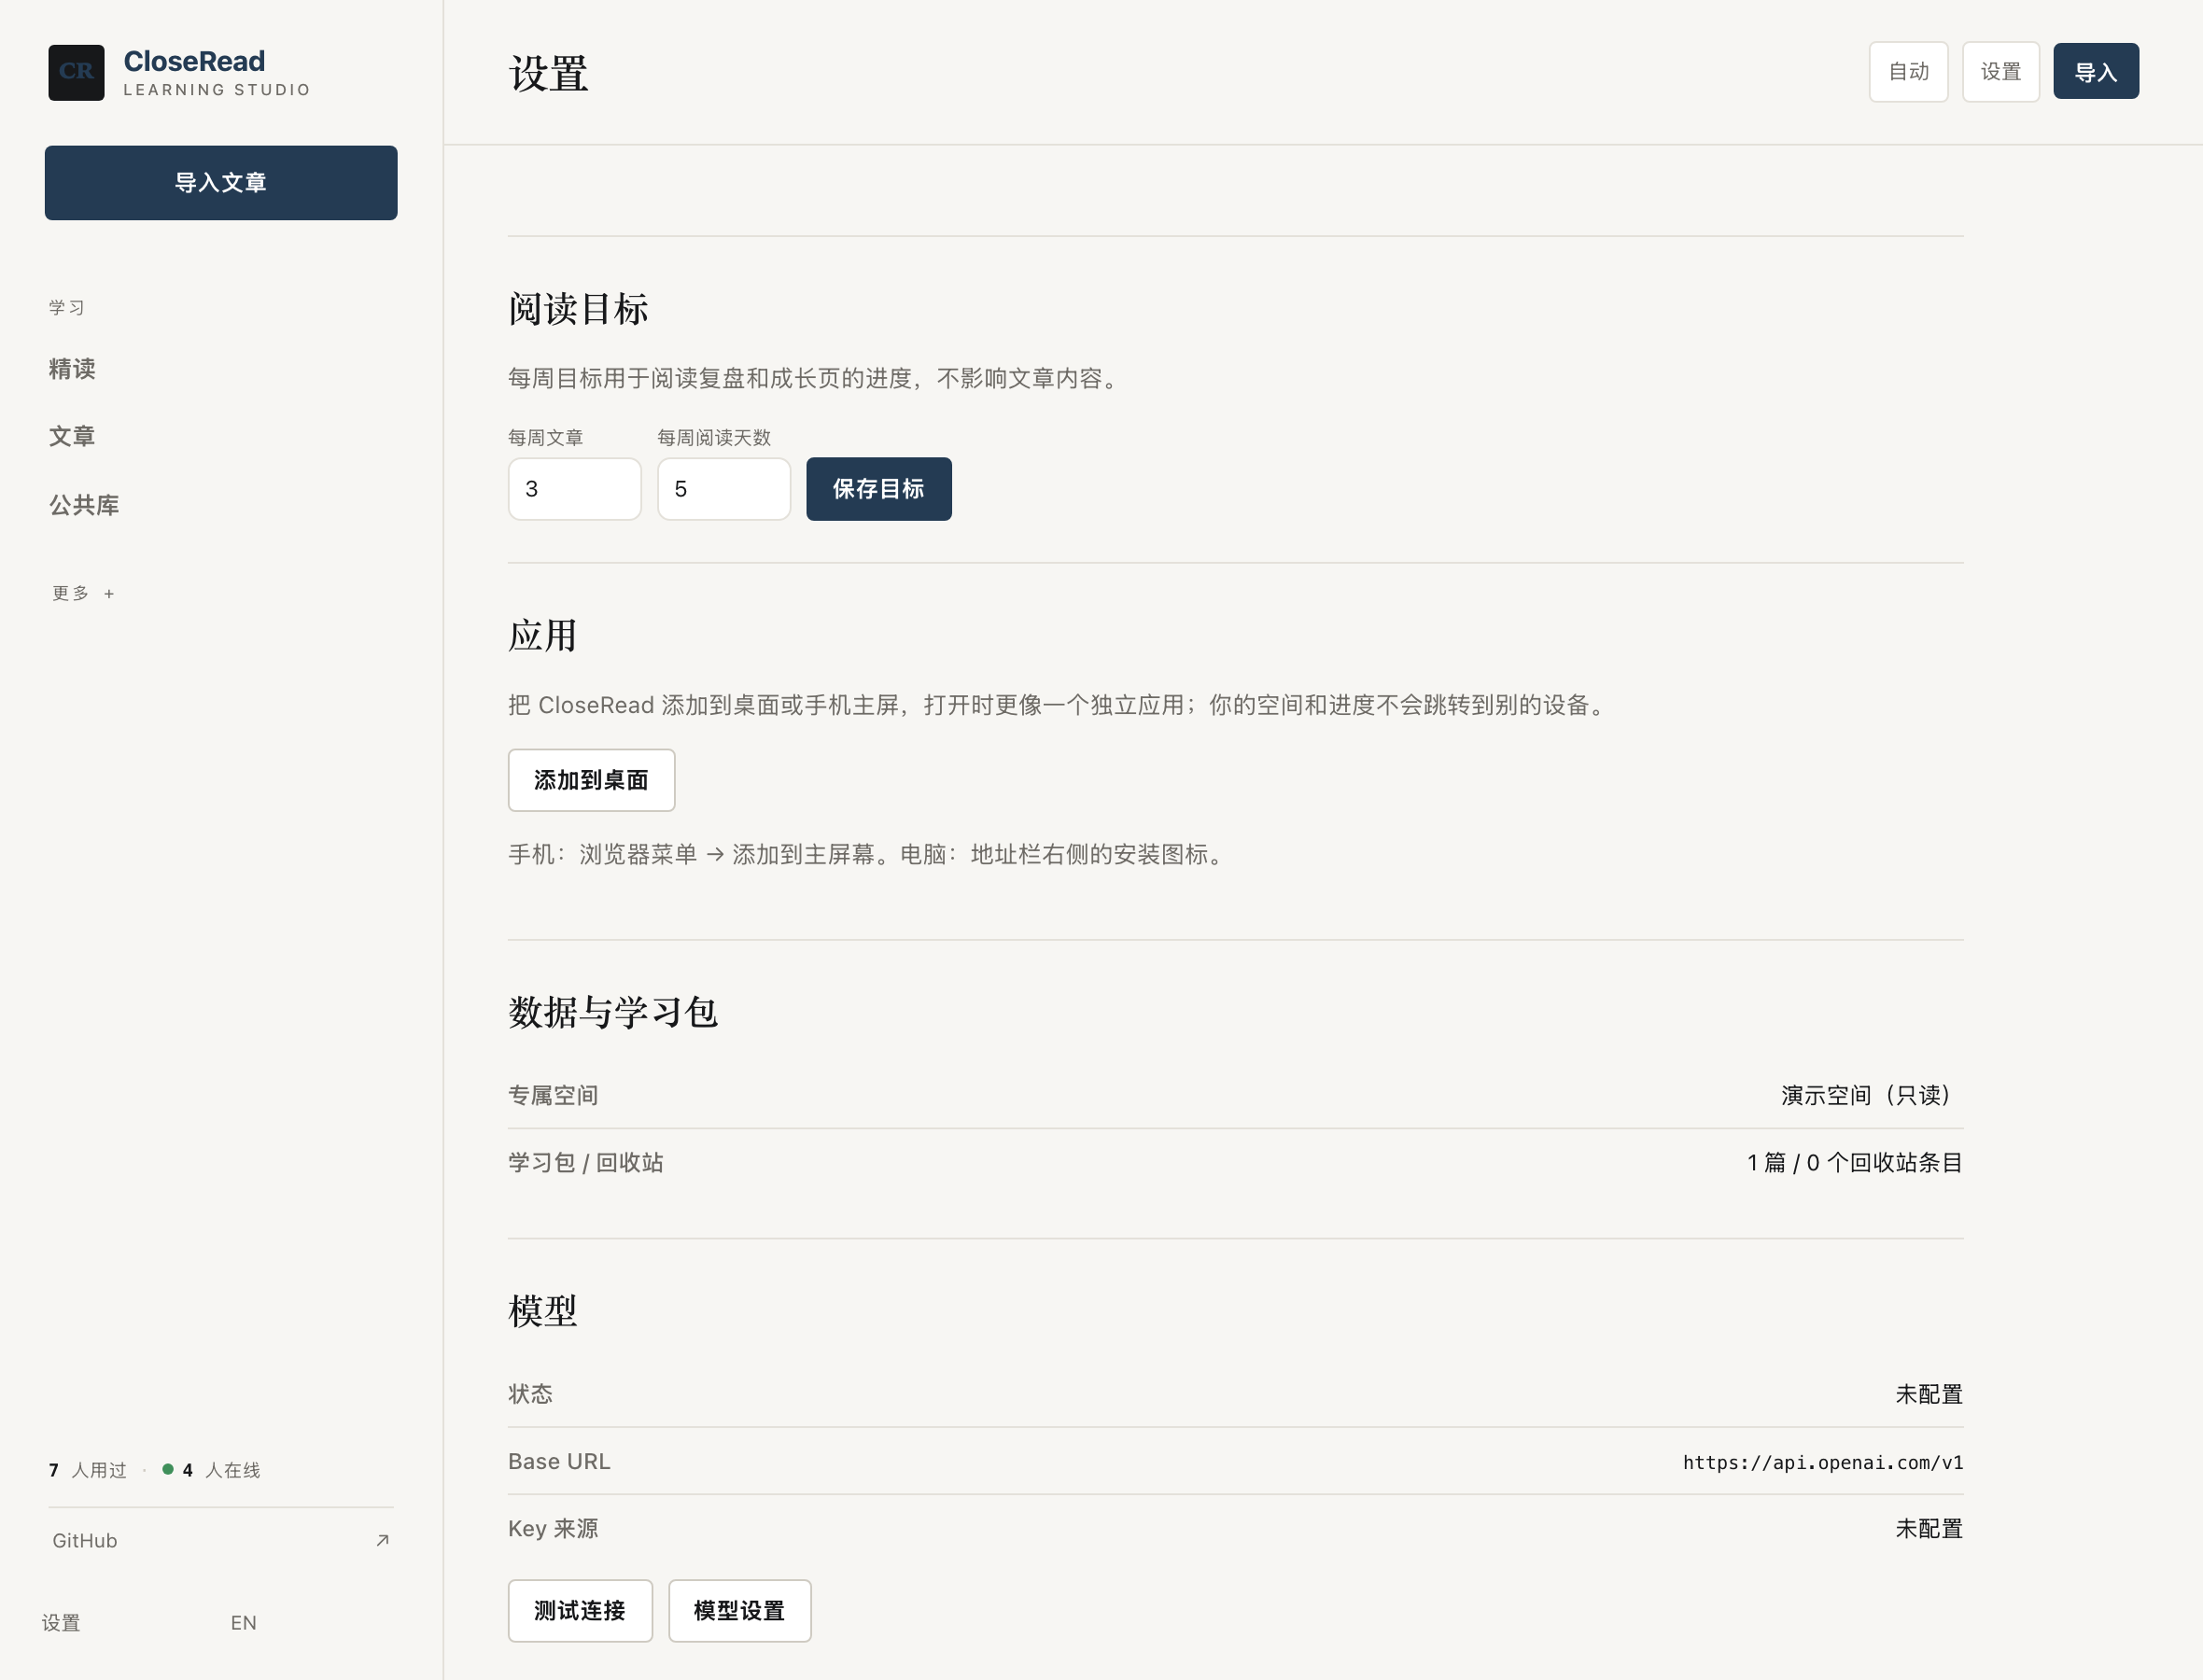 CR
CloseRead
LEARNING STUDIO
导入文章
学习
精读
文章
公共库
更多 +
7 人用过 · 4 人在线
GitHub ↗
设置 EN
设置
自动 设置 导入
阅读目标
每周目标用于阅读复盘和成长页的进度，不影响文章内容。
每周文章 每周阅读天数
3 5 保存目标
应用
把 CloseRead 添加到桌面或手机主屏，打开时更像一个独立应用；你的空间和进度不会跳转到别的设备。
添加到桌面
手机：浏览器菜单 → 添加到主屏幕。电脑：地址栏右侧的安装图标。
数据与学习包
专属空间 演示空间（只读）
学习包 / 回收站 1 篇 / 0 个回收站条目
模型
状态 未配置
Base URL https://api.openai.com/v1
Key 来源 未配置
测试连接 模型设置